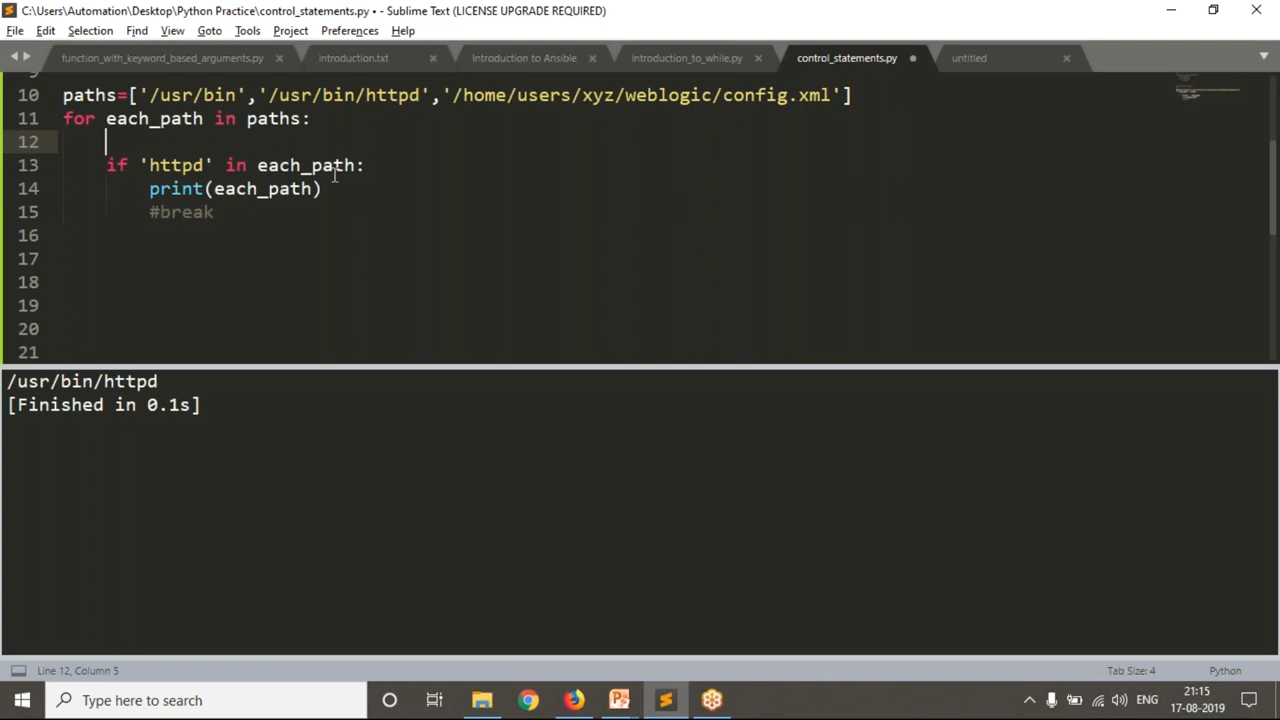 C:\Users\Automation\Desktop\Python Practice\control_statements.py • - Sublime Text (LICENSE UPGRADE REQUIRED)
File Edit Selection Find View Goto Tools Project Preferences Help
function_with_keyword_based_arguments.py introduction.txt Introduction to Ansible introduction_to_while.py control_statements.py untitled
9
10 paths=['/usr/bin','/usr/bin/httpd','/home/users/xyz/weblogic/config.xml']
11 for each_path in paths:
12
13 if 'httpd' in each_path:
14 print(each_path)
15 #break
16
17
18
19
20
21
/usr/bin/httpd
[Finished in 0.1s]
Line 12, Column 5 Tab Size: 4 Python
Type here to search ENG 21:15
17-08-2019